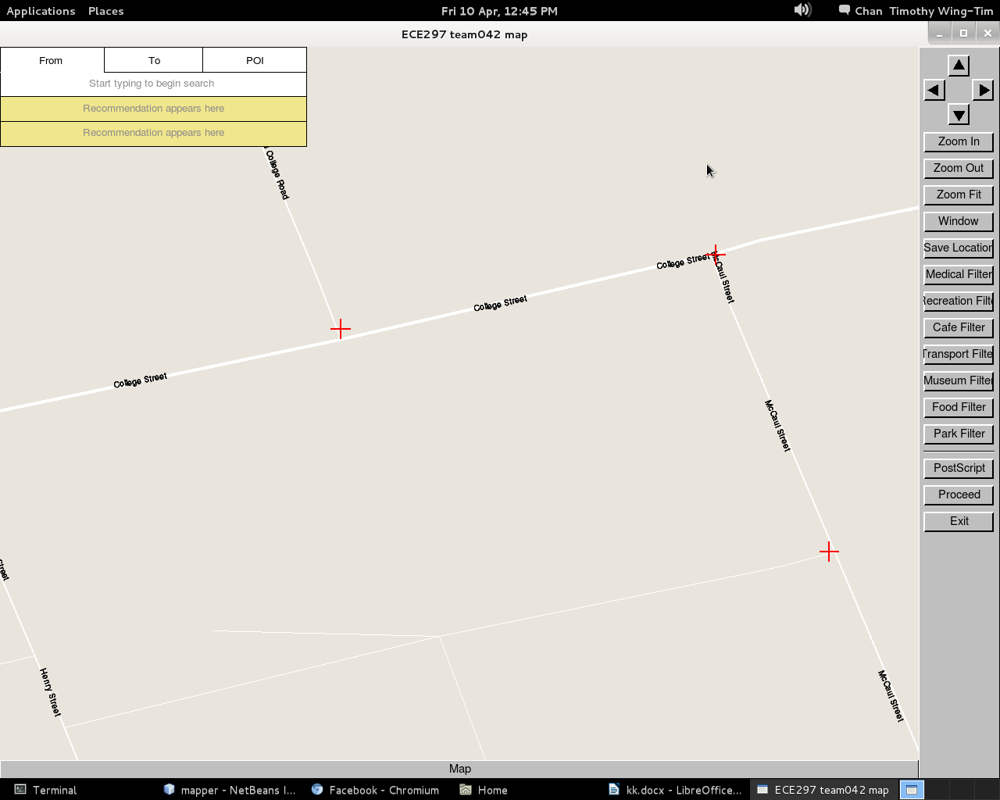 Applications Places Fri 10 Apr, 12:45 PM Chan Timothy Wing-Tim
ECE297 team042 map
From To POI
Start typing to begin search
Recommendation appears here
Recommendation appears here
College Road
College Street
McCaul Street
College Street
College Street
McCaul Street
Henry Street
McCaul Street
Zoom In
Zoom Out
Zoom Fit
Window
Save Location
Medical Filter
Recreation Filte
Cafe Filter
Transport Filte
Museum Filter
Food Filter
Park Filter
PostScript
Proceed
Exit
Map
Terminal mapper - NetBeans I... Facebook - Chromium Home kk.docx - LibreOffice... ECE297 team042 map